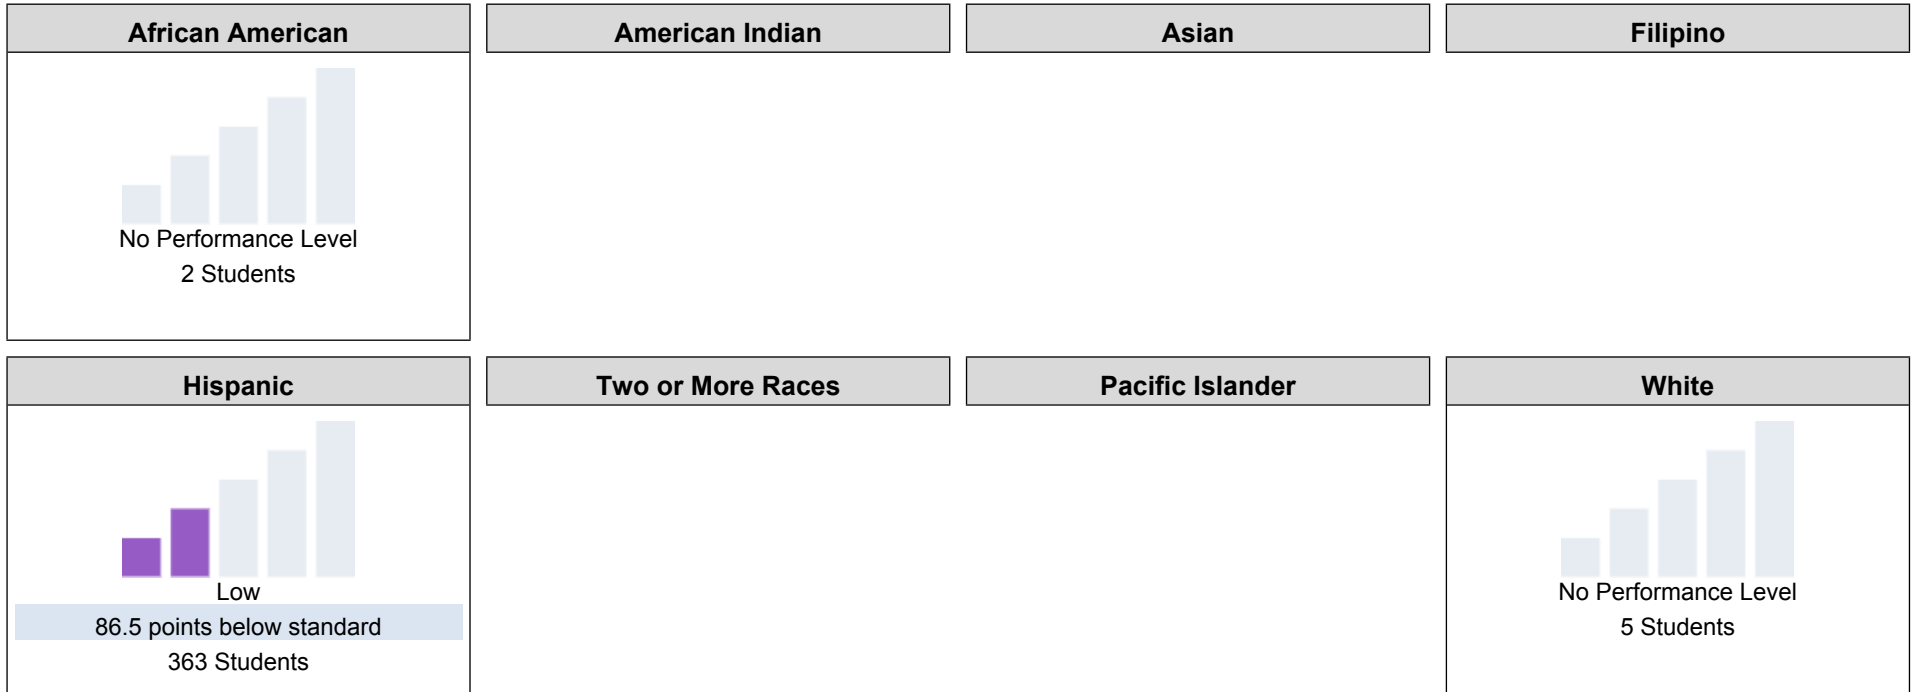 African American
No Performance Level
2 Students
American Indian
Asian
Filipino
Hispanic
Low
86.5 points below standard
363 Students
Two or More Races
Pacific Islander
White
No Performance Level
5 Students